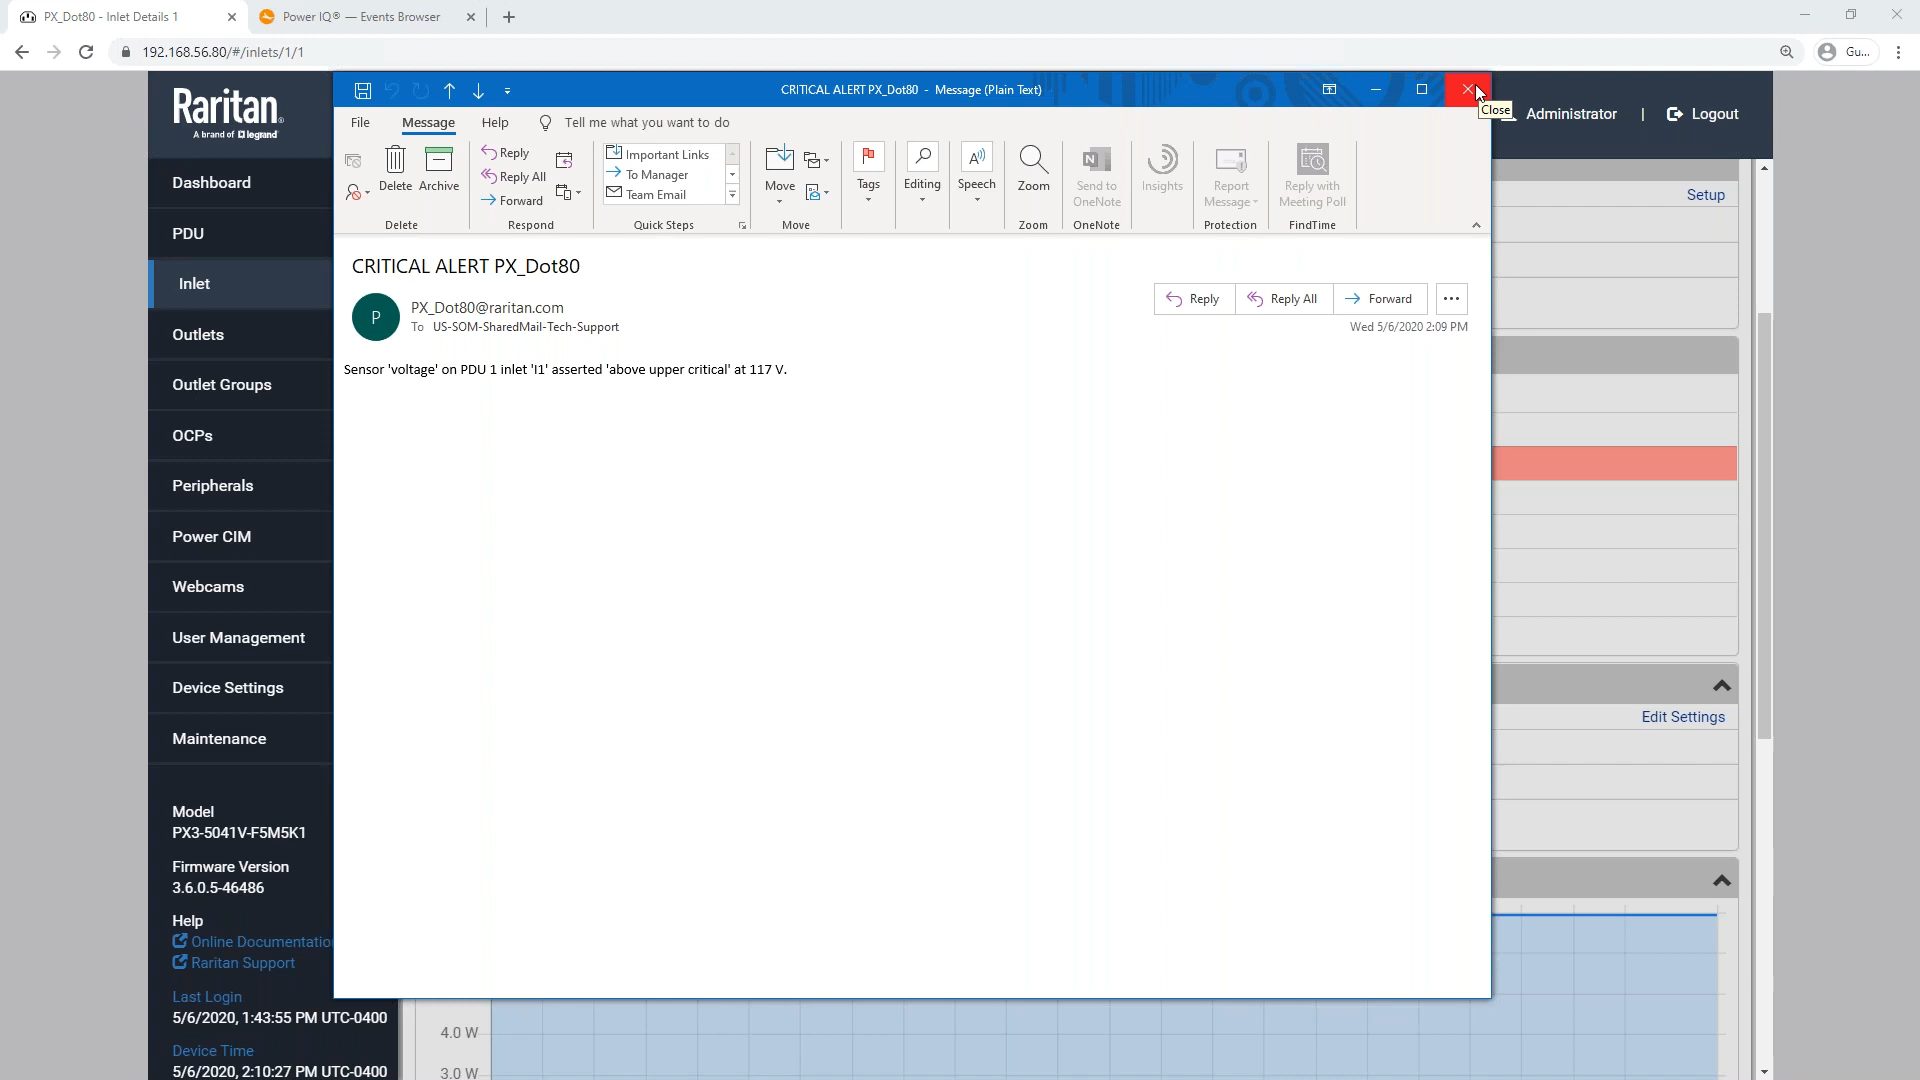 PX_Dot80 - Inlet Details 1
Power IQ® — Events Browser
192.168.56.80/#/inlets/1/1
Gu...
Raritan®
A brand of legrand®
CRITICAL ALERT PX_Dot80 - Message (Plain Text)
Close
Administrator | Logout
File
Message
Help
Tell me what you want to do
Delete
Archive
Delete
Reply
Reply All
Forward
Respond
Important Links
To Manager
Team Email
Quick Steps
Move
Move
Tags
Editing
Speech
Zoom
Zoom
Send to
OneNote
OneNote
Insights
Report
Message
Protection
Reply with
Meeting Poll
FindTime
CRITICAL ALERT PX_Dot80
P
PX_Dot80@raritan.com
To US-SOM-SharedMail-Tech-Support
Reply
Reply All
Forward
Wed 5/6/2020 2:09 PM
Sensor 'voltage' on PDU 1 inlet 'I1' asserted 'above upper critical' at 117 V.
Dashboard
PDU
Inlet
Outlets
Outlet Groups
OCPs
Peripherals
Power CIM
Webcams
User Management
Device Settings
Maintenance
Model
PX3-5041V-F5M5K1
Firmware Version
3.6.0.5-46486
Help
Online Documentatio
Raritan Support
Last Login
5/6/2020, 1:43:55 PM UTC-0400
Device Time
5/6/2020, 2:10:27 PM UTC-0400
Setup
Edit Settings
4.0 W
3.0 W